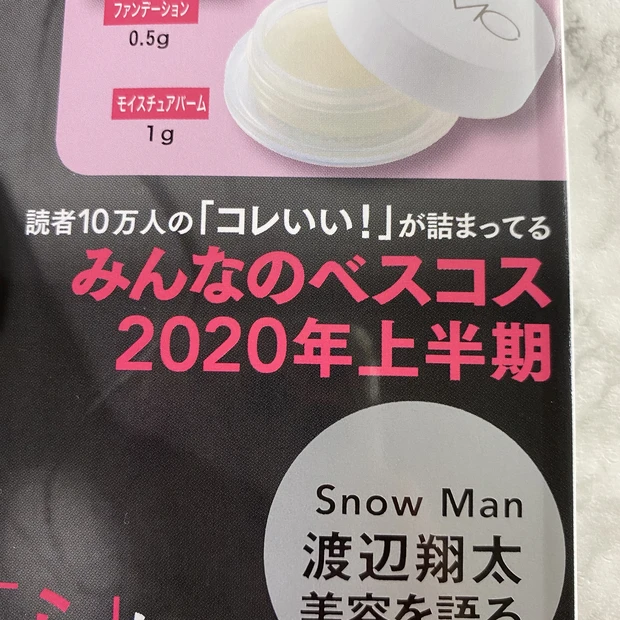 ファンデーション
0.5g
モイスチュアバーム
1g
読者10万人の「コレいい！」が詰まってる
みんなのベスコス
2020年上半期
Snow Man
渡辺翔太
美容を語る